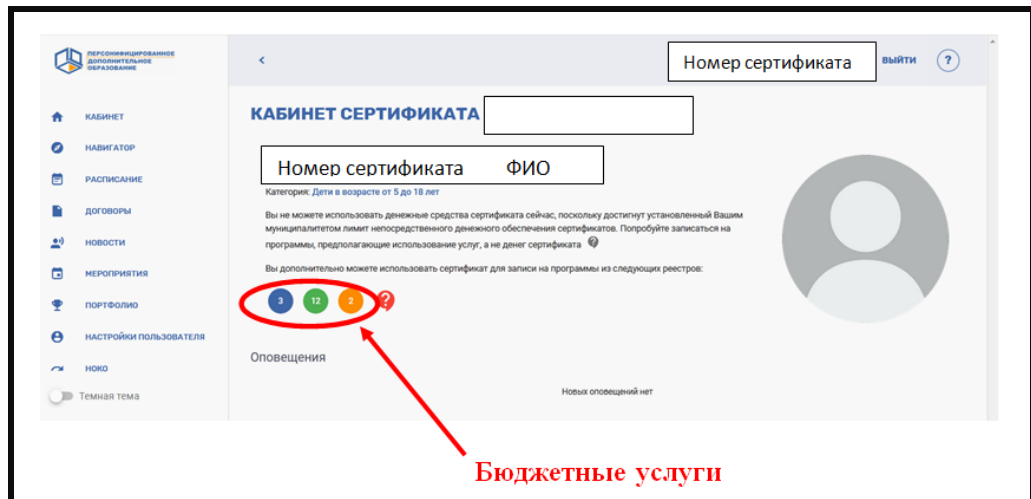 ПЕРСОНИФИЦИРОВАННОЕ
ДОПОЛНИТЕЛЬНОЕ
ОБРАЗОВАНИЕ
<
Номер сертификата
ВЫЙТИ
?
КАБИНЕТ
НАВИГАТОР
РАСПИСАНИЕ
ДОГОВОРЫ
НОВОСТИ
МЕРОПРИЯТИЯ
ПОРТФОЛИО
НАСТРОЙКИ ПОЛЬЗОВАТЕЛЯ
НОКО
Темная тема
КАБИНЕТ СЕРТИФИКАТА
Номер сертификата ФИО
Категория: Дети в возрасте от 5 до 18 лет
Вы не можете использовать денежные средства сертификата сейчас, поскольку достигнут установленный Вашим
муниципалитетом лимит непосредственного денежного обеспечения сертификатов. Попробуйте записаться на
программы, предполагающие использование услуг, а не денег сертификата ?
Вы дополнительно можете использовать сертификат для записи на программы из следующих реестров:
3 12 2 ?
Оповещения
Новых оповещений нет
Бюджетные услуги